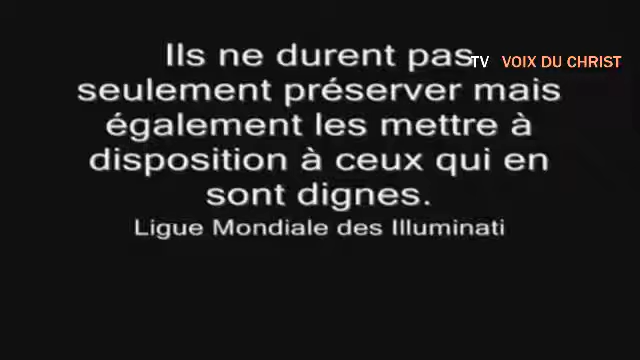 Ils ne durent pas
TV VOIX DU CHRIST
seulement préserver mais
également les mettre à
disposition à ceux qui en
sont dignes.
Ligue Mondiale des Illuminati